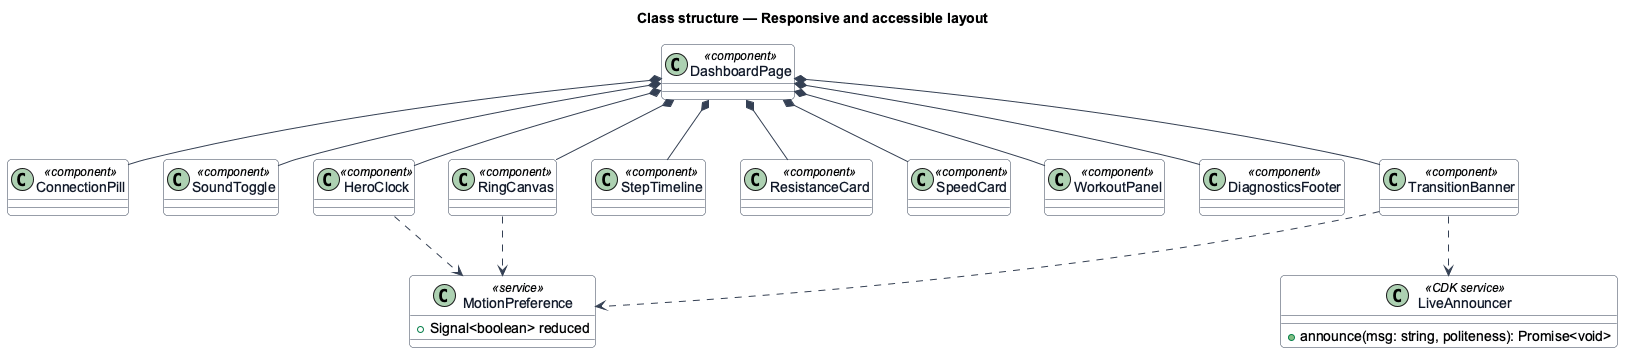 Class structure — Responsive and accessible layout
«component»
C DashboardPage
«component»
C ConnectionPill
«component»
C SoundToggle
«component»
C HeroClock
«component»
C RingCanvas
«component»
C StepTimeline
«component»
C ResistanceCard
«component»
C SpeedCard
«component»
C WorkoutPanel
«component»
C DiagnosticsFooter
«component»
C TransitionBanner
«service»
C MotionPreference
Signal<boolean> reduced
«CDK service»
C LiveAnnouncer
announce(msg: string, politeness): Promise<void>